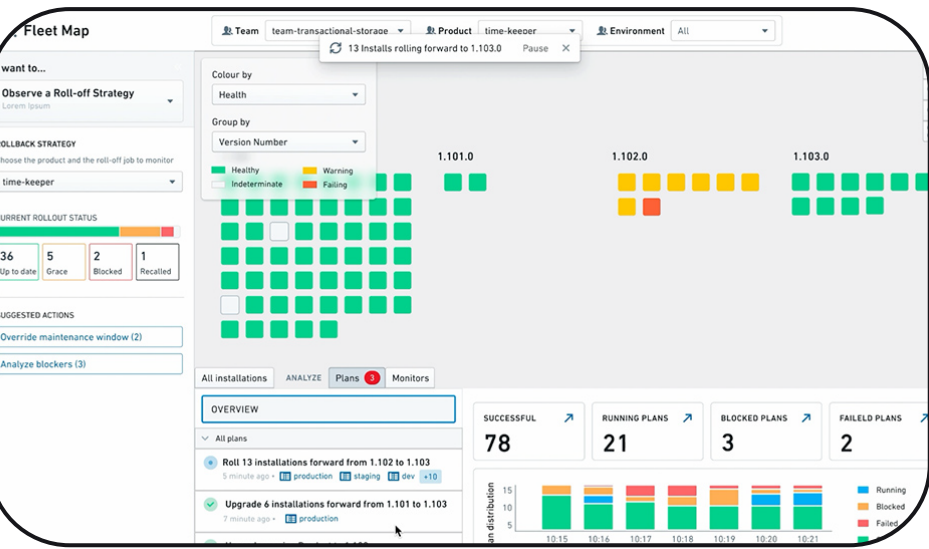 Fleet Map
Team
team-transactional-storage
Product
time-keeper
Environment
All
13 Installs rolling forward to 1.103.0
Pause
want to...
Observe a Roll-off Strategy
Lorem Ipsum
OLLBACK STRATEGY
hoose the product and the roll-off job to monitor
time-keeper
URRENT ROLLOUT STATUS
36
Up to date
5
Grace
2
Blocked
1
Recalled
UGGESTED ACTIONS
Override maintenance window (2)
Analyze blockers (3)
Colour by
Health
Group by
Version Number
Healthy
Warning
Indeterminate
Failing
1.101.0
1.102.0
1.103.0
All installations
ANALYZE
Plans
3
Monitors
OVERVIEW
All plans
Roll 13 installations forward from 1.102 to 1.103
5 minute ago • production staging dev +10
Upgrade 6 installations forward from 1.101 to 1.103
7 minute ago • production
SUCCESSFUL
78
RUNNING PLANS
21
BLOCKED PLANS
3
FAILELD PLANS
2
an distribution
15
10
5
10:15 10:16 10:17 10:18 10:19 10:20 10:21
Running
Blocked
Failed